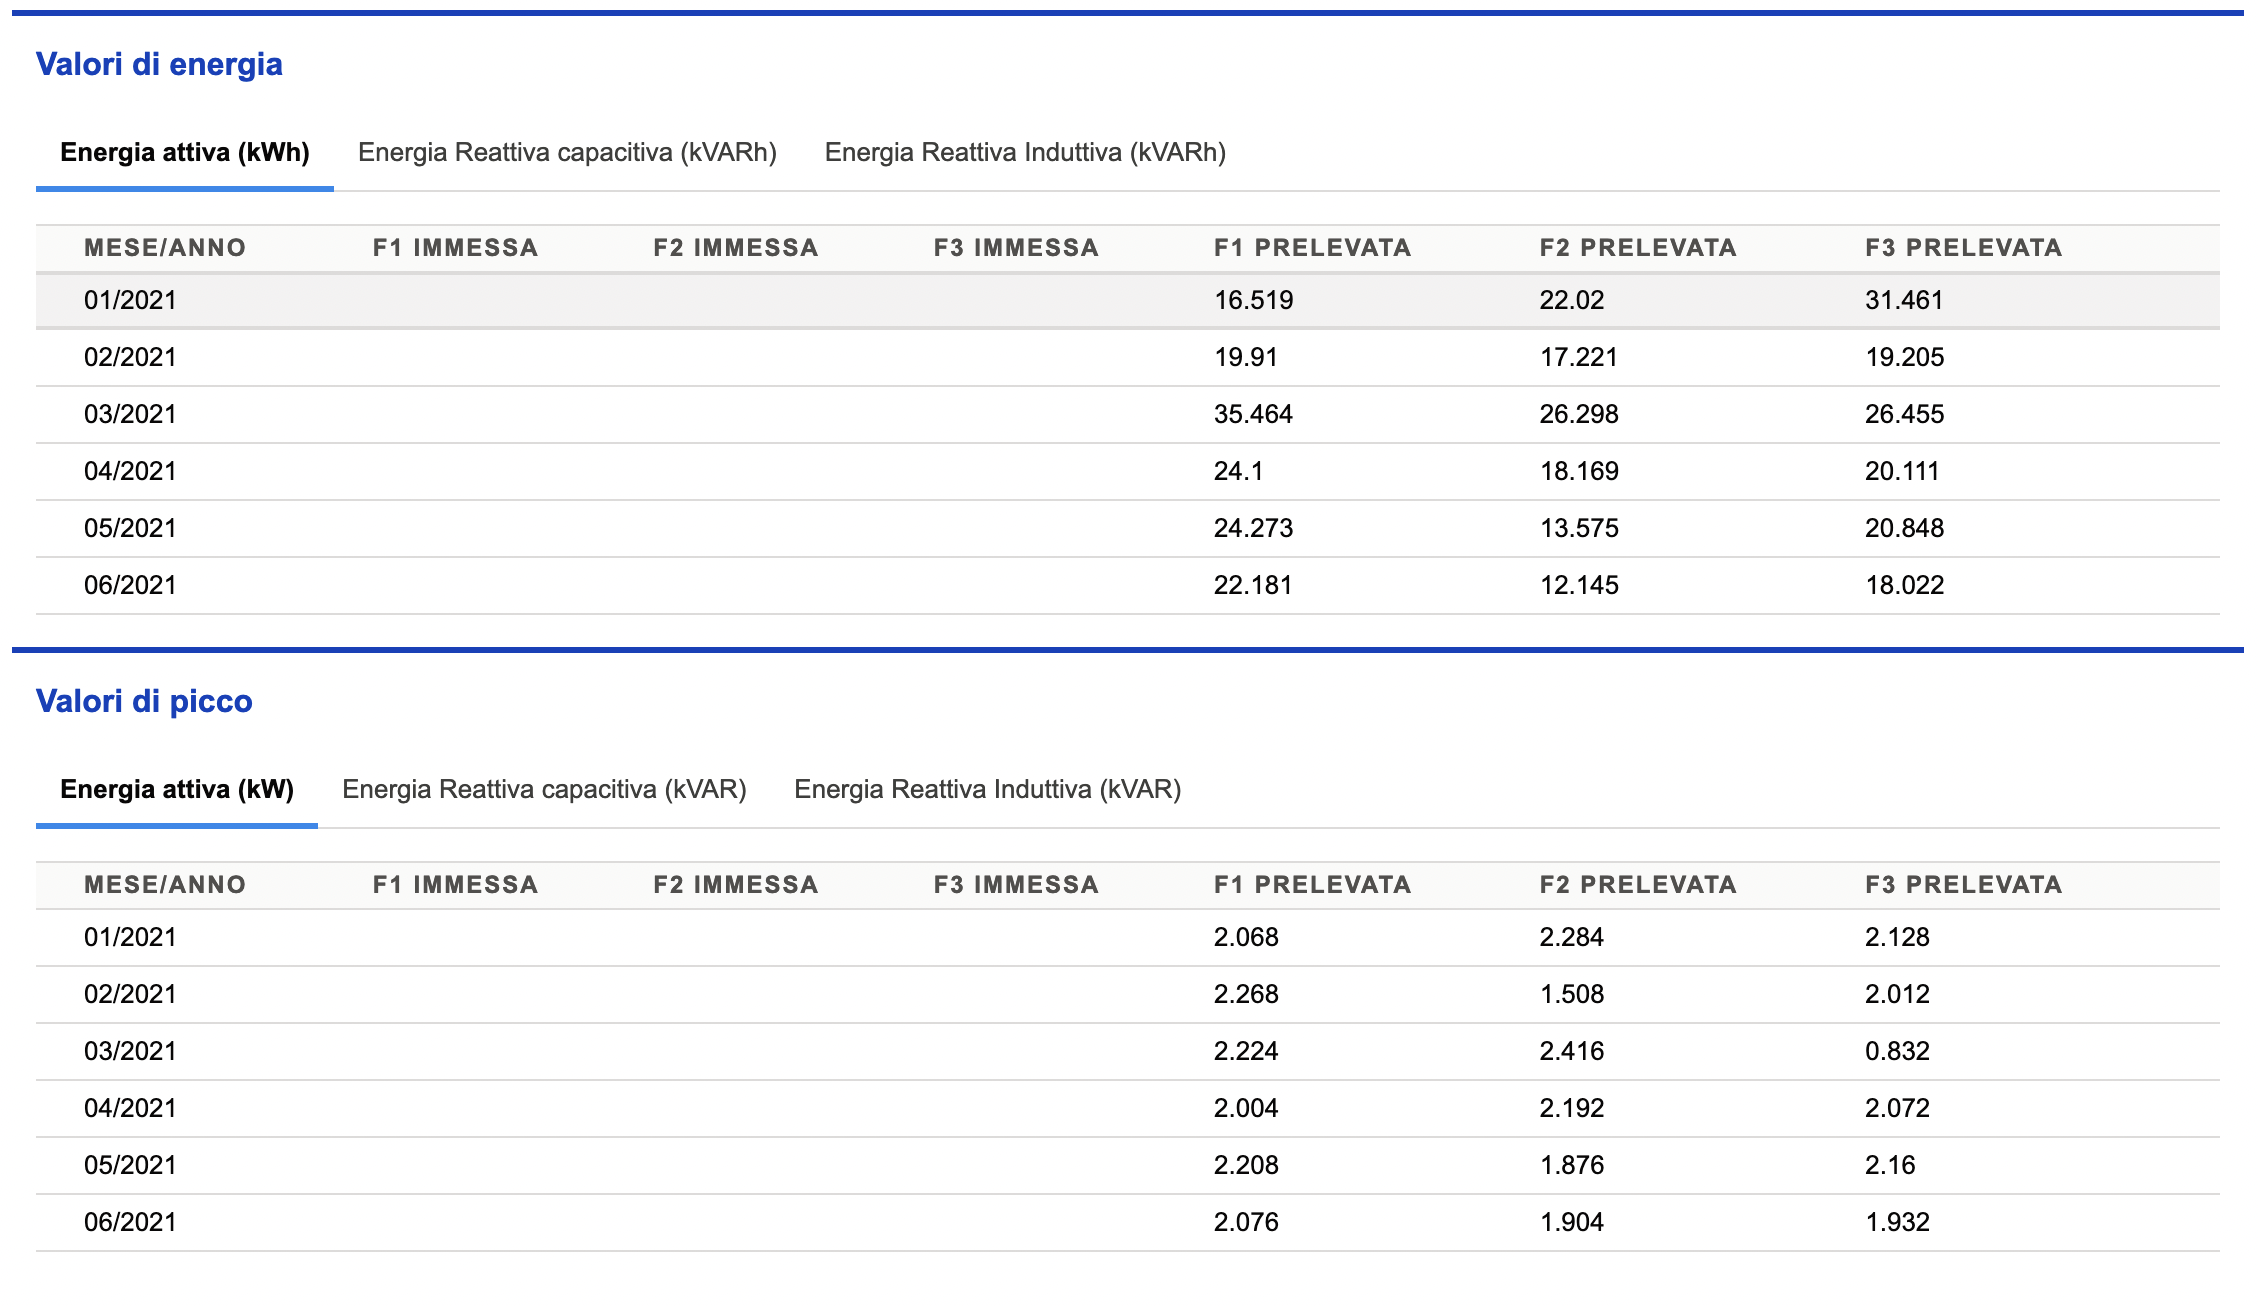 Valori di energia
Energia attiva (kWh) Energia Reattiva capacitiva (kVARh) Energia Reattiva Induttiva (kVARh)
MESE/ANNO F1 IMMESSA F2 IMMESSA F3 IMMESSA F1 PRELEVATA F2 PRELEVATA F3 PRELEVATA
01/2021 16.519 22.02 31.461
02/2021 19.91 17.221 19.205
03/2021 35.464 26.298 26.455
04/2021 24.1 18.169 20.111
05/2021 24.273 13.575 20.848
06/2021 22.181 12.145 18.022
Valori di picco
Energia attiva (kW) Energia Reattiva capacitiva (kVAR) Energia Reattiva Induttiva (kVAR)
MESE/ANNO F1 IMMESSA F2 IMMESSA F3 IMMESSA F1 PRELEVATA F2 PRELEVATA F3 PRELEVATA
01/2021 2.068 2.284 2.128
02/2021 2.268 1.508 2.012
03/2021 2.224 2.416 0.832
04/2021 2.004 2.192 2.072
05/2021 2.208 1.876 2.16
06/2021 2.076 1.904 1.932